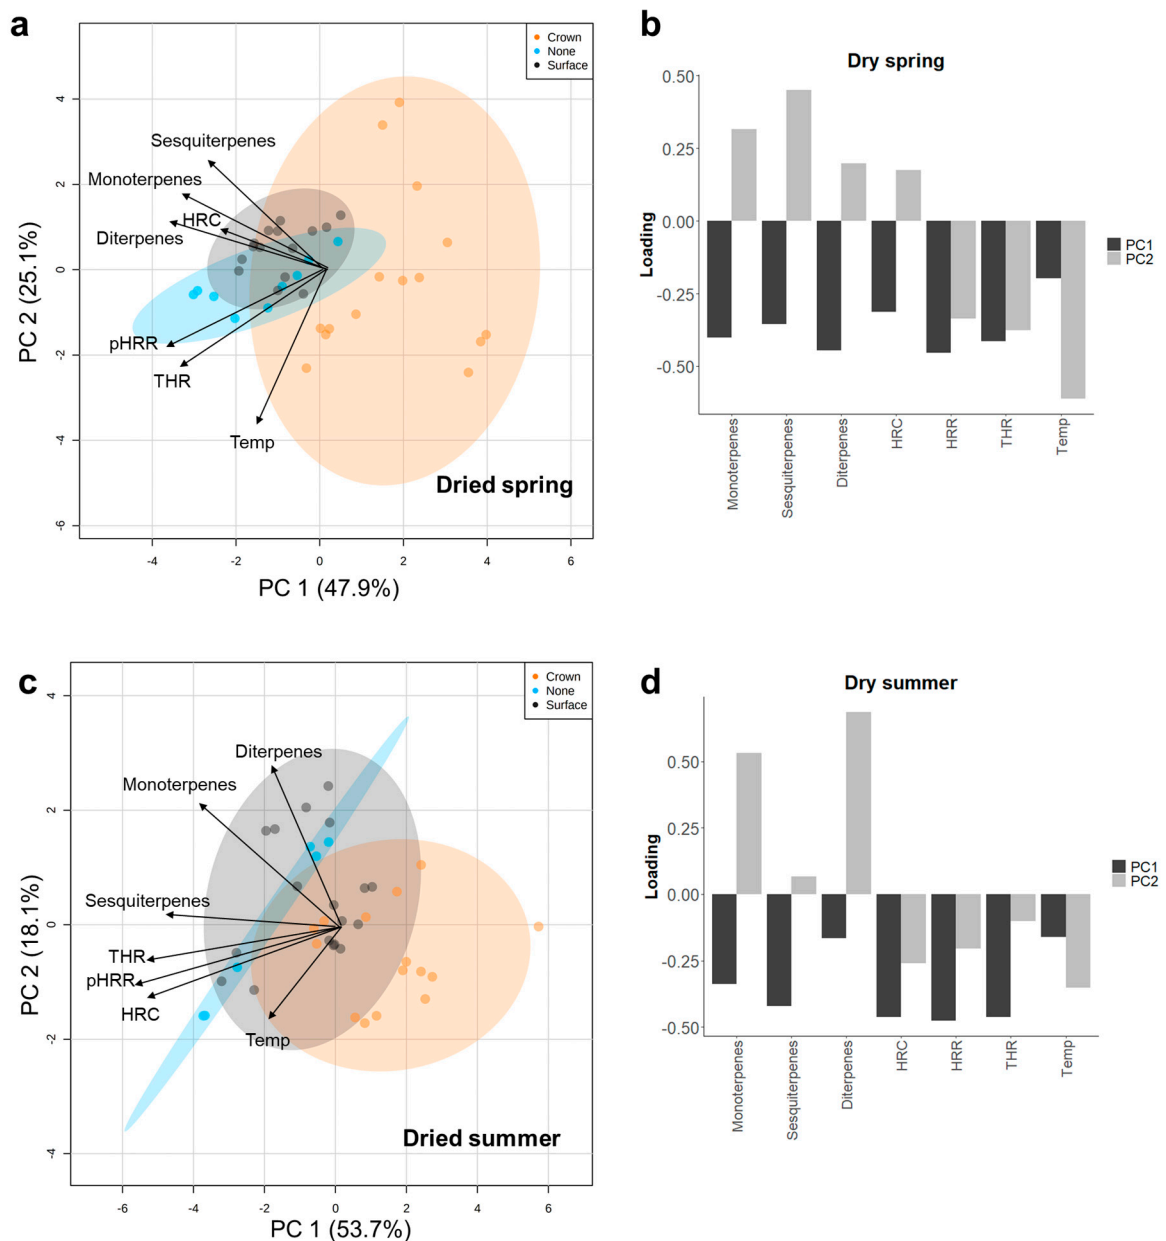 a
Crown
None
Surface
Sesquiterpenes
Monoterpenes
HRC
Diterpenes
pHRR
THR
Temp
Dried spring
4
2
0
-2
-4
-6
PC 2 (25.1%)
-4
-2
0
2
4
6
PC 1 (47.9%)
b
Dry spring
0.50
0.25
0.00
-0.25
-0.50
Loading
Monoterpenes
Sesquiterpenes
Diterpenes
HRC
HRR
THR
Temp
PC1
PC2
c
Crown
None
Surface
Diterpenes
Monoterpenes
Sesquiterpenes
THR
pHRR
HRC
Temp
Dried summer
4
2
0
-2
-4
PC 2 (18.1%)
-6
-4
-2
0
2
4
6
PC 1 (53.7%)
d
Dry summer
0.50
0.25
0.00
-0.25
-0.50
Loading
Monoterpenes
Sesquiterpenes
Diterpenes
HRC
HRR
THR
Temp
PC1
PC2